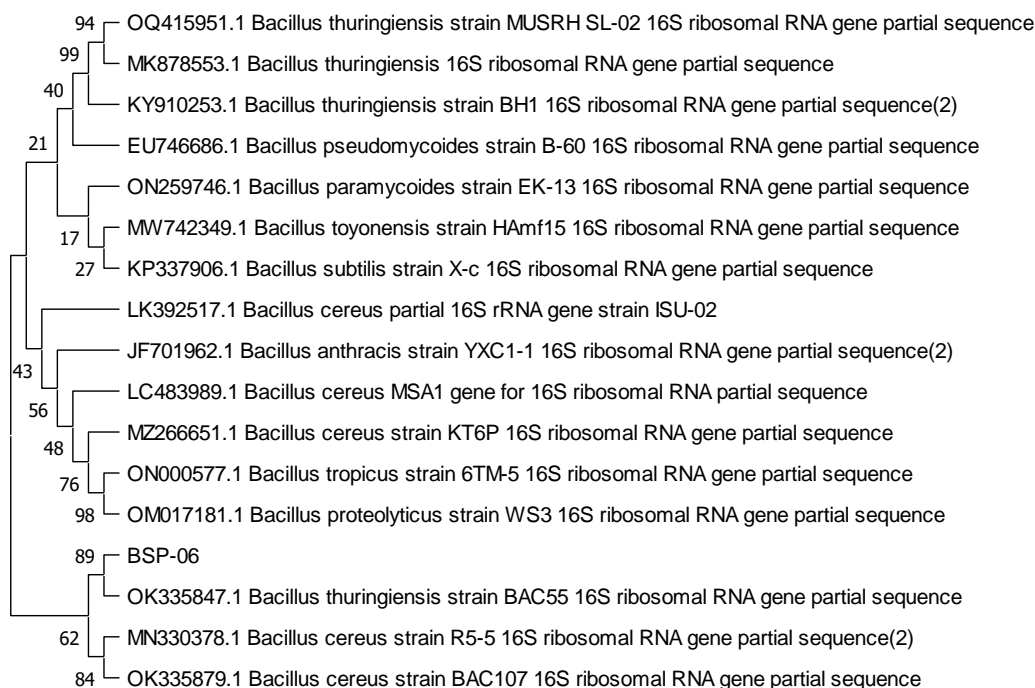 94 OQ415951.1 Bacillus thuringiensis strain MUSRH SL-02 16S ribosomal RNA gene partial sequence
99 MK878553.1 Bacillus thuringiensis 16S ribosomal RNA gene partial sequence
40 KY910253.1 Bacillus thuringiensis strain BH1 16S ribosomal RNA gene partial sequence(2)
21 EU746686.1 Bacillus pseudomycoides strain B-60 16S ribosomal RNA gene partial sequence
ON259746.1 Bacillus paramycoides strain EK-13 16S ribosomal RNA gene partial sequence
17 MW742349.1 Bacillus toyonensis strain HAmf15 16S ribosomal RNA gene partial sequence
27 KP337906.1 Bacillus subtilis strain X-c 16S ribosomal RNA gene partial sequence
LK392517.1 Bacillus cereus partial 16S rRNA gene strain ISU-02
JF701962.1 Bacillus anthracis strain YXC1-1 16S ribosomal RNA gene partial sequence(2)
43
LC483989.1 Bacillus cereus MSA1 gene for 16S ribosomal RNA partial sequence
56
MZ266651.1 Bacillus cereus strain KT6P 16S ribosomal RNA gene partial sequence
48
ON000577.1 Bacillus tropicus strain 6TM-5 16S ribosomal RNA gene partial sequence
76
98 OM017181.1 Bacillus proteolyticus strain WS3 16S ribosomal RNA gene partial sequence
89 BSP-06
OK335847.1 Bacillus thuringiensis strain BAC55 16S ribosomal RNA gene partial sequence
62 MN330378.1 Bacillus cereus strain R5-5 16S ribosomal RNA gene partial sequence(2)
84 OK335879.1 Bacillus cereus strain BAC107 16S ribosomal RNA gene partial sequence